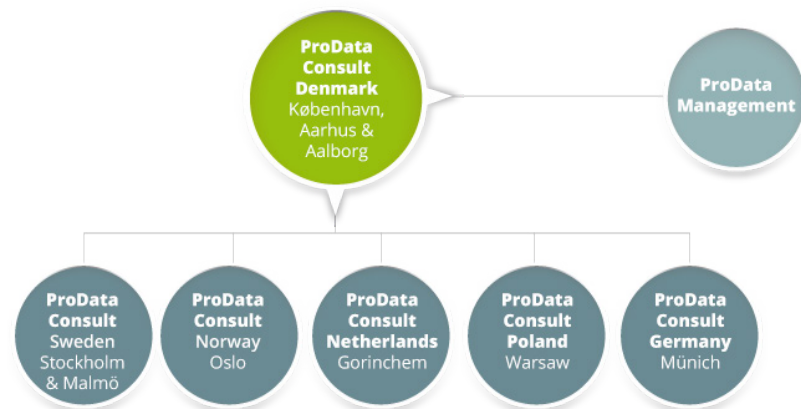 ProData
Consult
Denmark
København,
Aarhus &
Aalborg
ProData
Management
ProData
Consult
Sweden
Stockholm
& Malmö
ProData
Consult
Norway
Oslo
ProData
Consult
Netherlands
Gorinchem
ProData
Consult
Poland
Warsaw
ProData
Consult
Germany
Münich